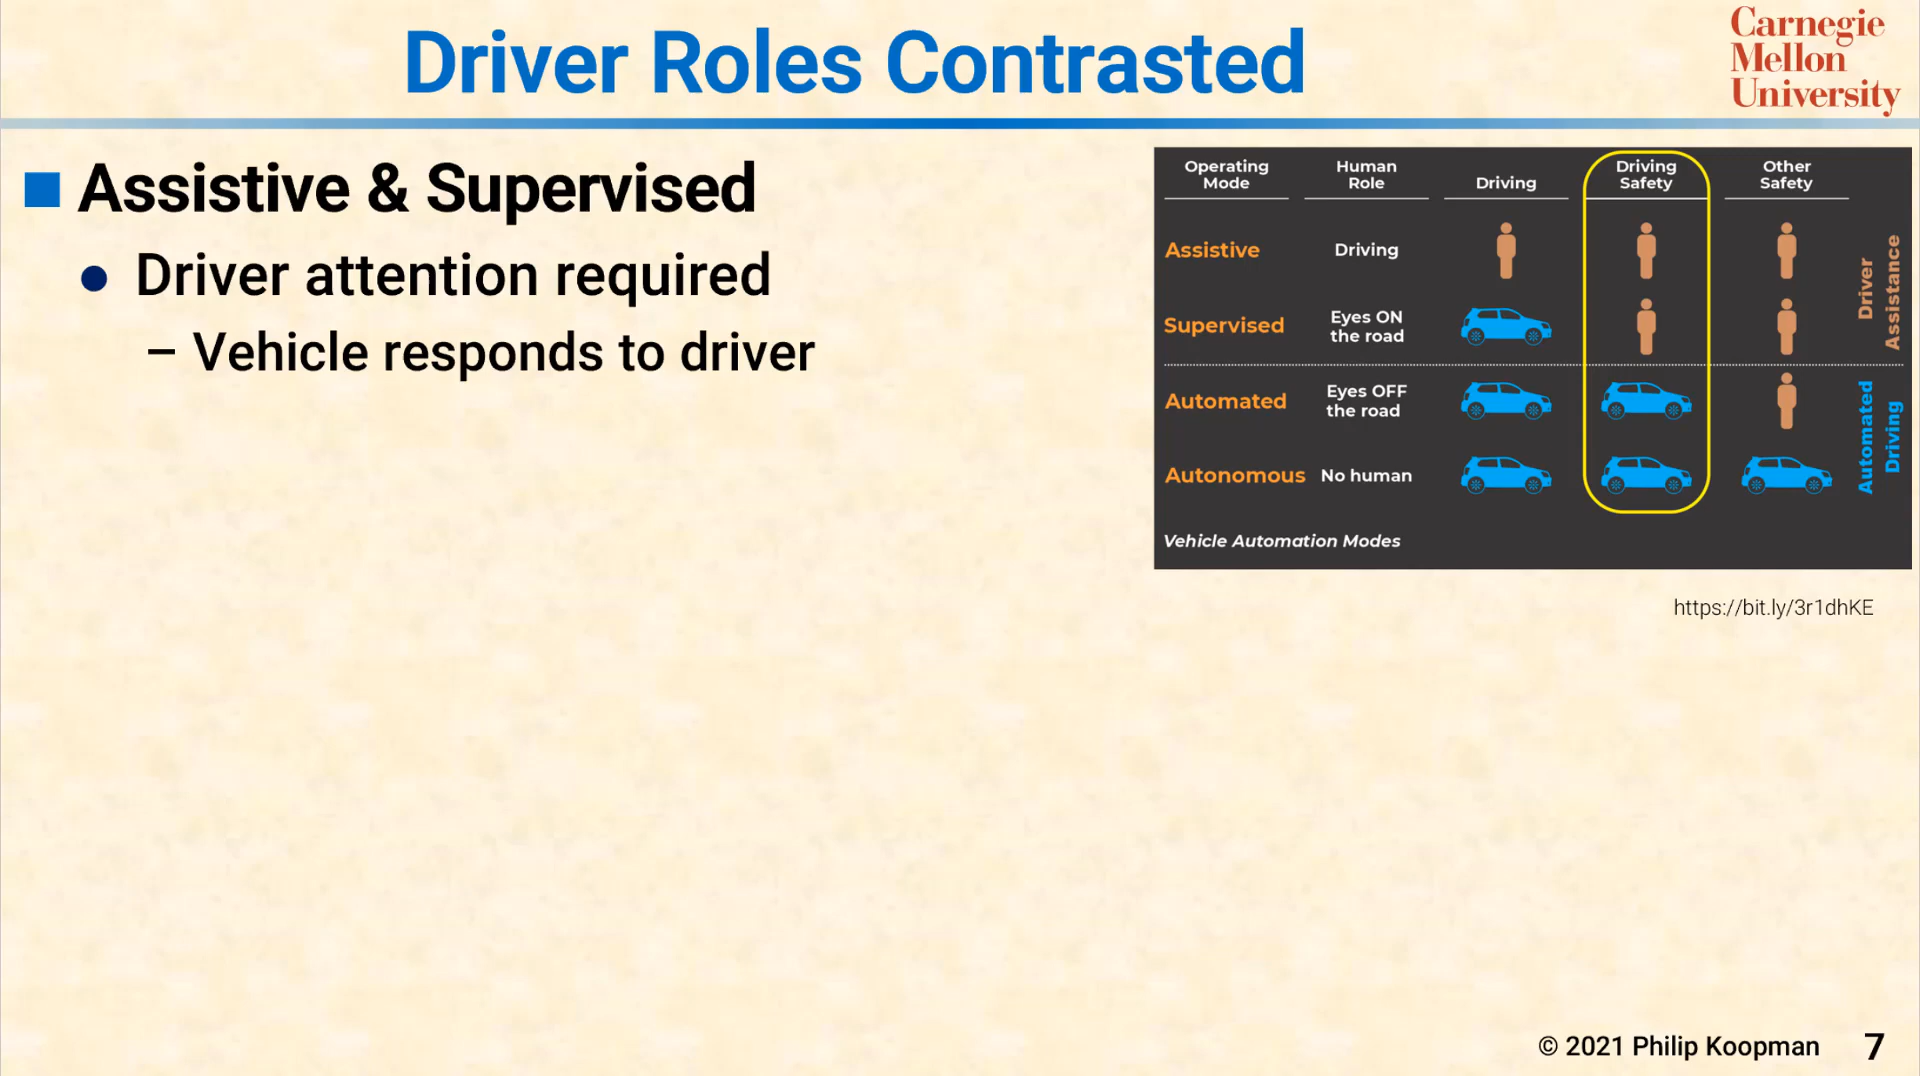 Driver Roles Contrasted
Carnegie
Mellon
University
Assistive & Supervised
Driver attention required
– Vehicle responds to driver
Operating Mode
Human Role
Driving
Driving Safety
Other Safety
Assistive
Driving
Supervised
Eyes ON
the road
Automated
Eyes OFF
the road
Autonomous
No human
Driver
Assistance
Automated
Driving
Vehicle Automation Modes
https://bit.ly/3r1dhKE
© 2021 Philip Koopman 7